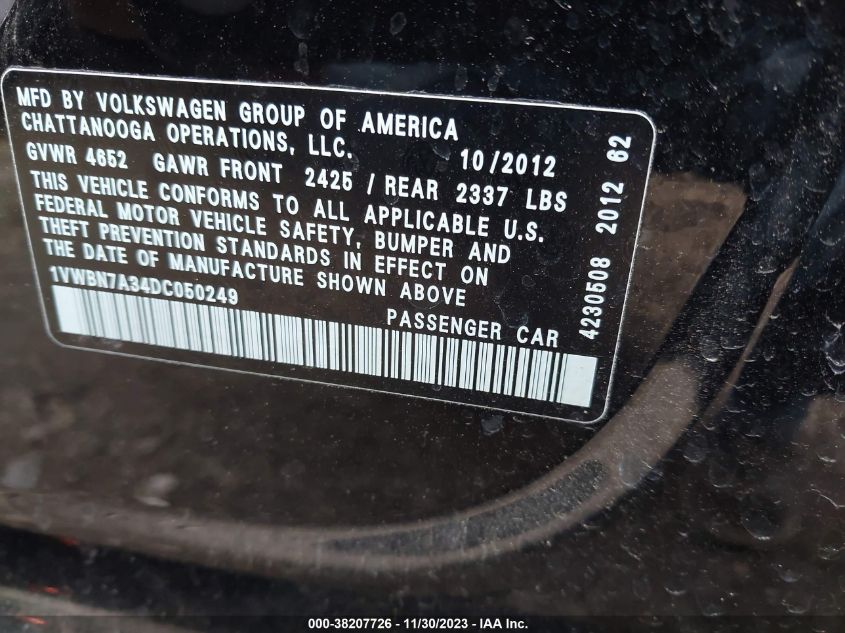 MFD BY VOLKSWAGEN GROUP OF AMERICA
CHATTANOOGA OPERATIONS, LLC. 10/2012
GVWR 4652 GAWR FRONT 2425 / REAR 2337 LBS
THIS VEHICLE CONFORMS TO ALL APPLICABLE U.S.
FEDERAL MOTOR VEHICLE SAFETY, BUMPER AND
THEFT PREVENTION STANDARDS IN EFFECT ON
THE DATE OF MANUFACTURE SHOWN ABOVE
1VWBN7A34DC050249
PASSENGER CAR
4230508 2012 62
000-38207726 - 11/30/2023 - IAA Inc.